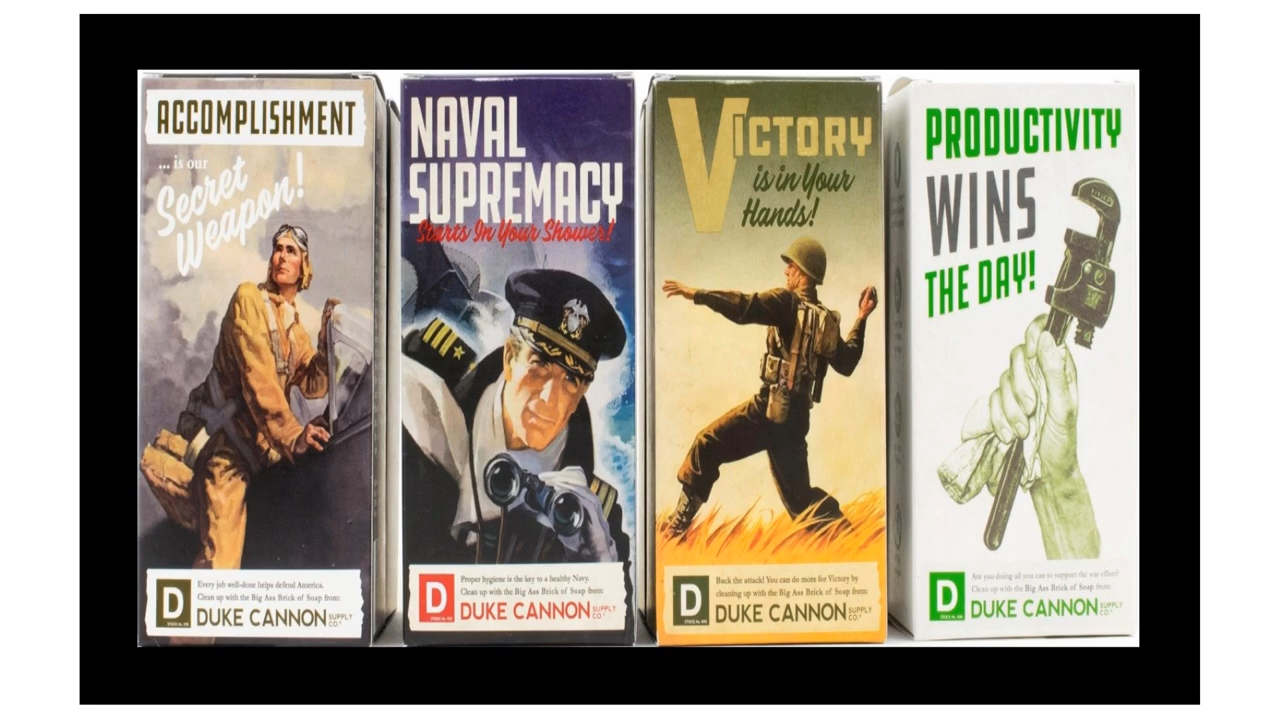 ACCOMPLISHMENT
... is our
Secret
Weapon!
Every job well-done helps defend America.
Clean up with the Big Ass Brick of Soap from:
D
DUKE CANNON SUPPLY CO.
NAVAL
SUPREMACY
Starts In Your Shower!
Proper hygiene is the key to a healthy Navy.
Clean up with the Big Ass Brick of Soap from:
D
DUKE CANNON SUPPLY CO.
VICTORY
is in Your
Hands!
Back the attack! You can do more for Victory by
cleaning up with the Big Ass Brick of Soap from:
D
DUKE CANNON SUPPLY CO.
PRODUCTIVITY
WINS
THE DAY!
Are you doing all you can to support the war effort?
Clean up with the Big Ass Brick of Soap from:
D
DUKE CANNON SUPPLY CO.